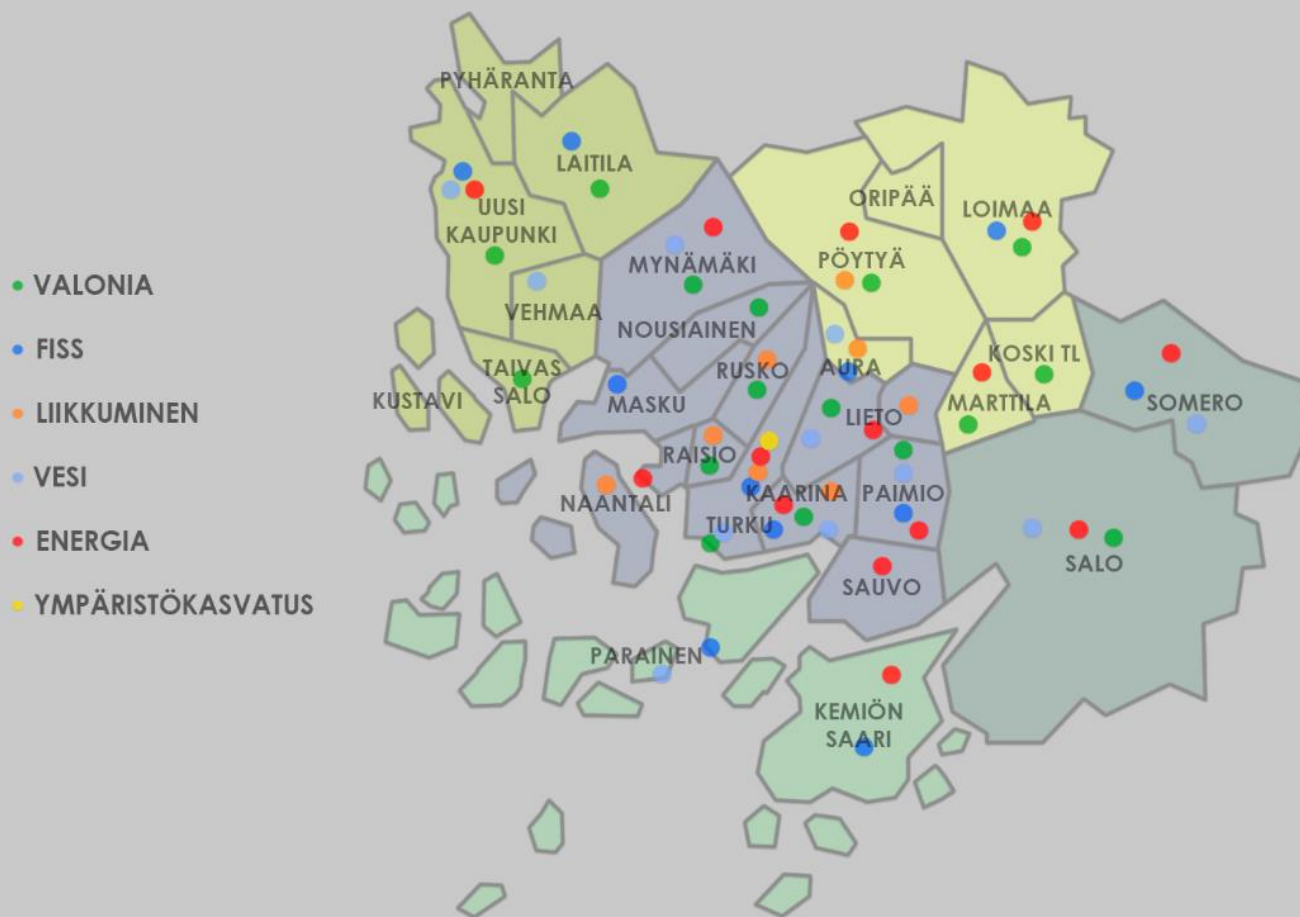 VALONIA
FISS
LIIKKUMINEN
VESI
ENERGIA
YMPÄRISTÖKASVATUS
PYHÄRANTA
LAITILA
UUSI
KAUPUNKI
VEHMAA
TAIVAS
SALO
KUSTAVI
MYNÄMÄKI
NOUSIAINEN
RUSKO
MASKU
RAISIO
NAANTALI
TURKU
KAARINA
LIETO
PAIMIO
SAUVO
AURA
PÖYTYÄ
ORIPÄÄ
LOIMAA
KOSKI TL
MARTTILA
SOMERO
SALO
PARAINEN
KEMIÖN
SAARI